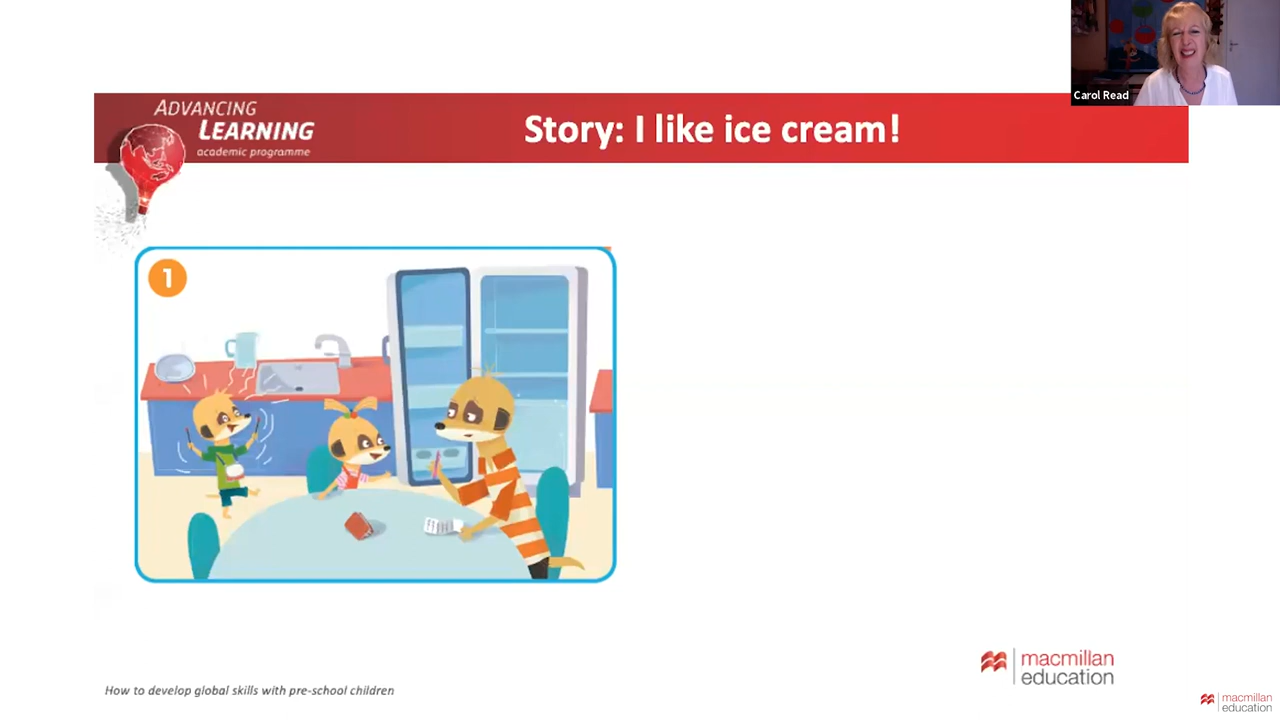 Carol Read
ADVANCING
LEARNING
academic programme
Story: I like ice cream!
1
macmillan
education
How to develop global skills with pre-school children
macmillan
education